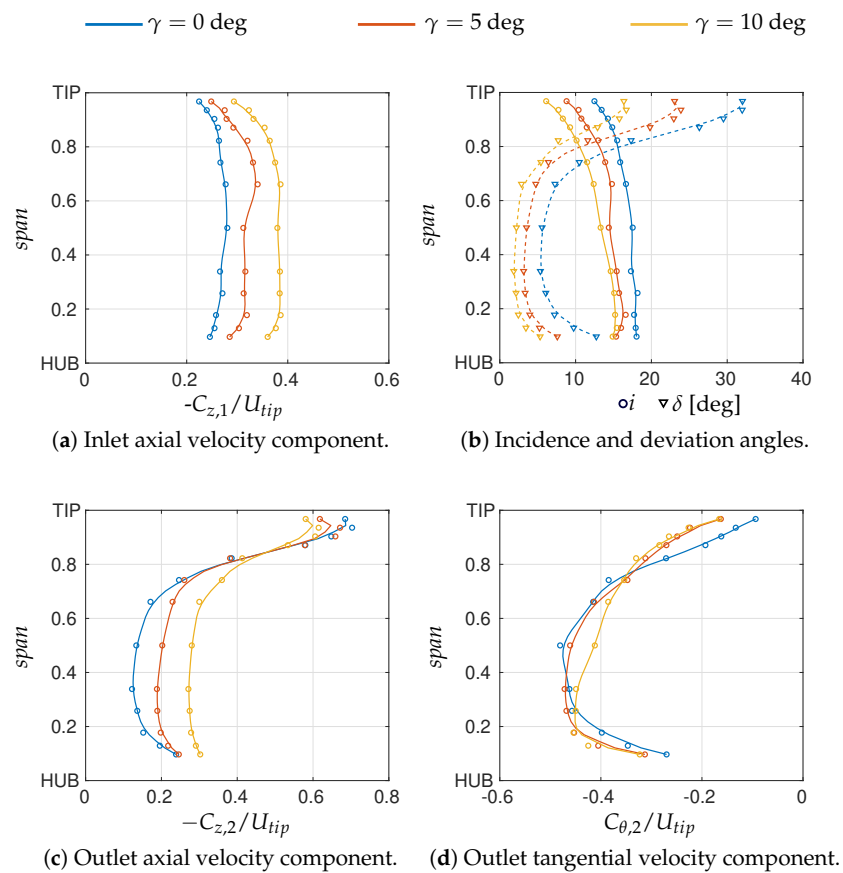 γ = 0 deg γ = 5 deg γ = 10 deg
TIP
0.8
0.6
0.4
0.2
HUB
span
0 0.2 0.4 0.6
-C_{z,1}/U_{tip}
(a) Inlet axial velocity component.
TIP
0.8
0.6
0.4
0.2
HUB
span
0 10 20 30 40
i δ [deg]
(b) Incidence and deviation angles.
TIP
0.8
0.6
0.4
0.2
HUB
span
0 0.2 0.4 0.6 0.8
−C_{z,2}/U_{tip}
(c) Outlet axial velocity component.
TIP
0.8
0.6
0.4
0.2
HUB
span
-0.6 -0.4 -0.2 0
C_{θ,2}/U_{tip}
(d) Outlet tangential velocity component.